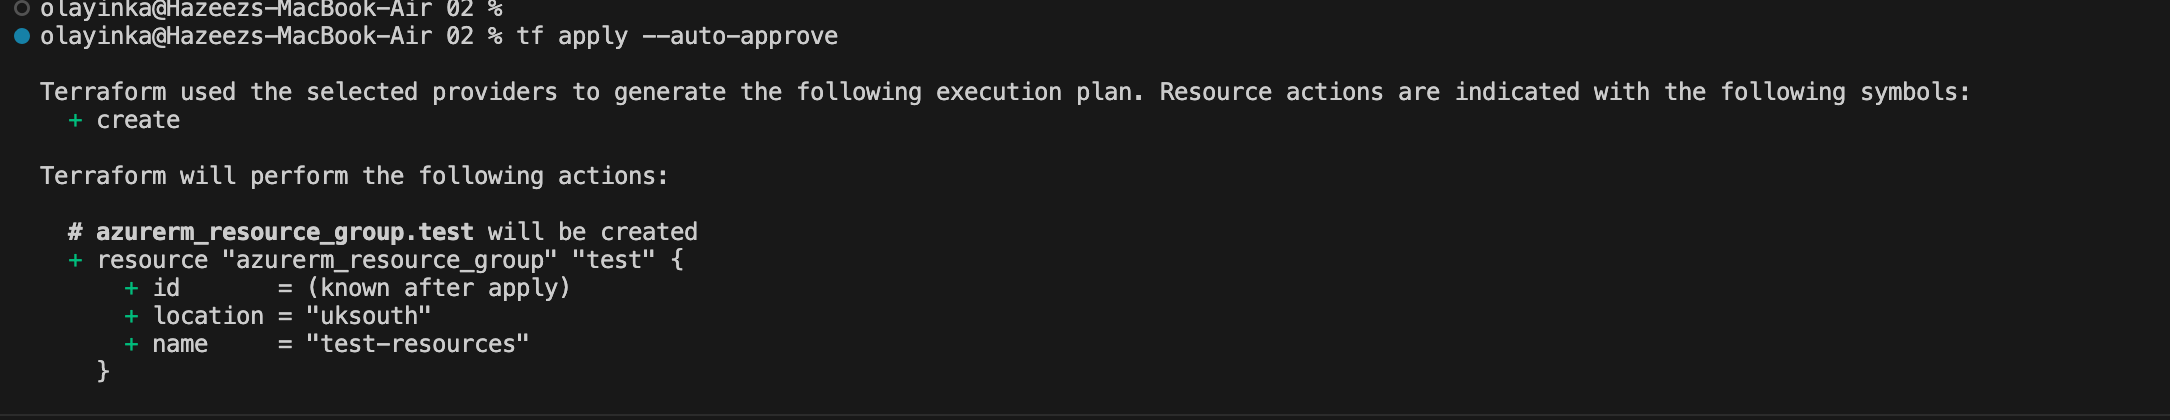 olayinka@Hazeezs-MacBook-Air 02 %
olayinka@Hazeezs-MacBook-Air 02 % tf apply --auto-approve
Terraform used the selected providers to generate the following execution plan. Resource actions are indicated with the following symbols:
+ create
Terraform will perform the following actions:
# azurerm_resource_group.test will be created
+ resource "azurerm_resource_group" "test" {
+ id       = (known after apply)
+ location = "uksouth"
+ name     = "test-resources"
}